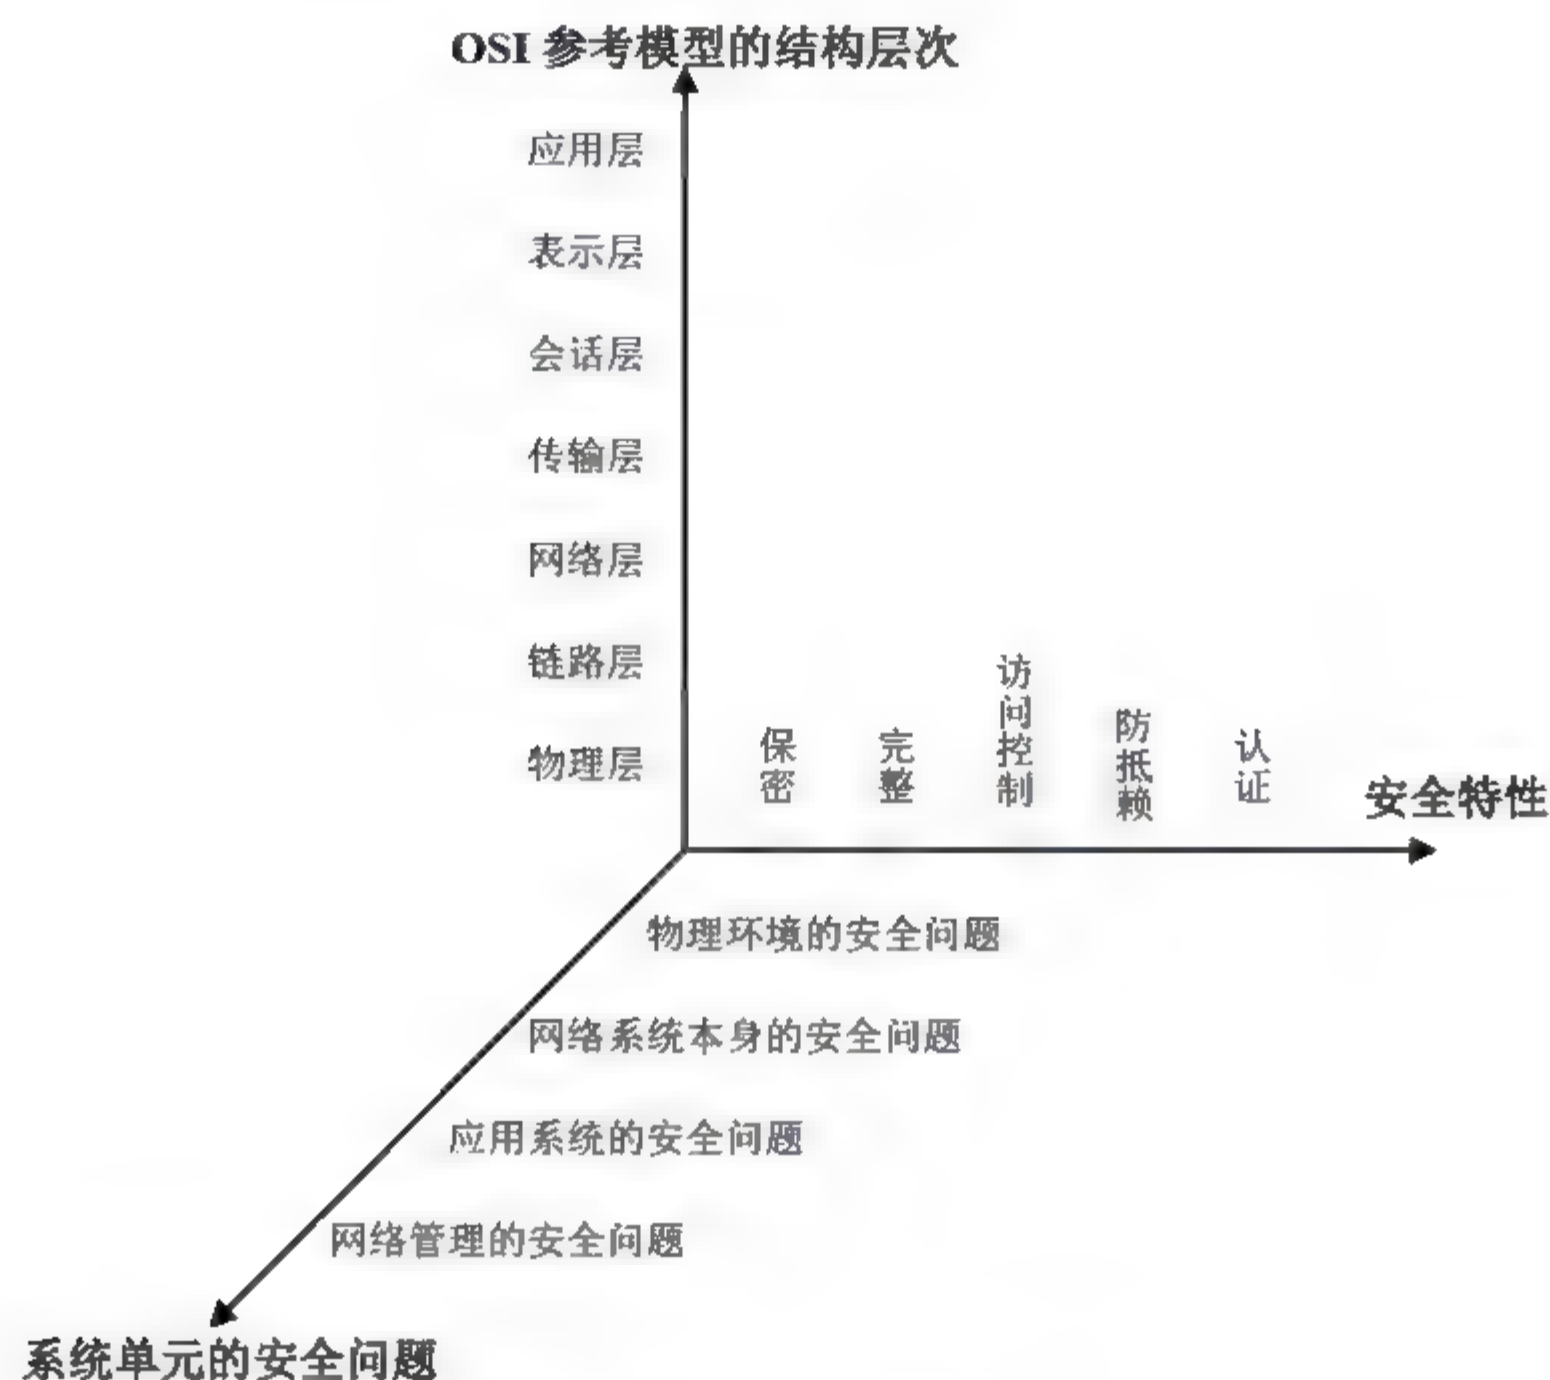 OSI 参考模型的结构层次
应用层
表示层
会话层
传输层
网络层
链路层
物理层
保密
完整
访问控制
防抵赖
认证
安全特性
物理环境的安全问题
网络系统本身的安全问题
应用系统的安全问题
网络管理的安全问题
系统单元的安全问题